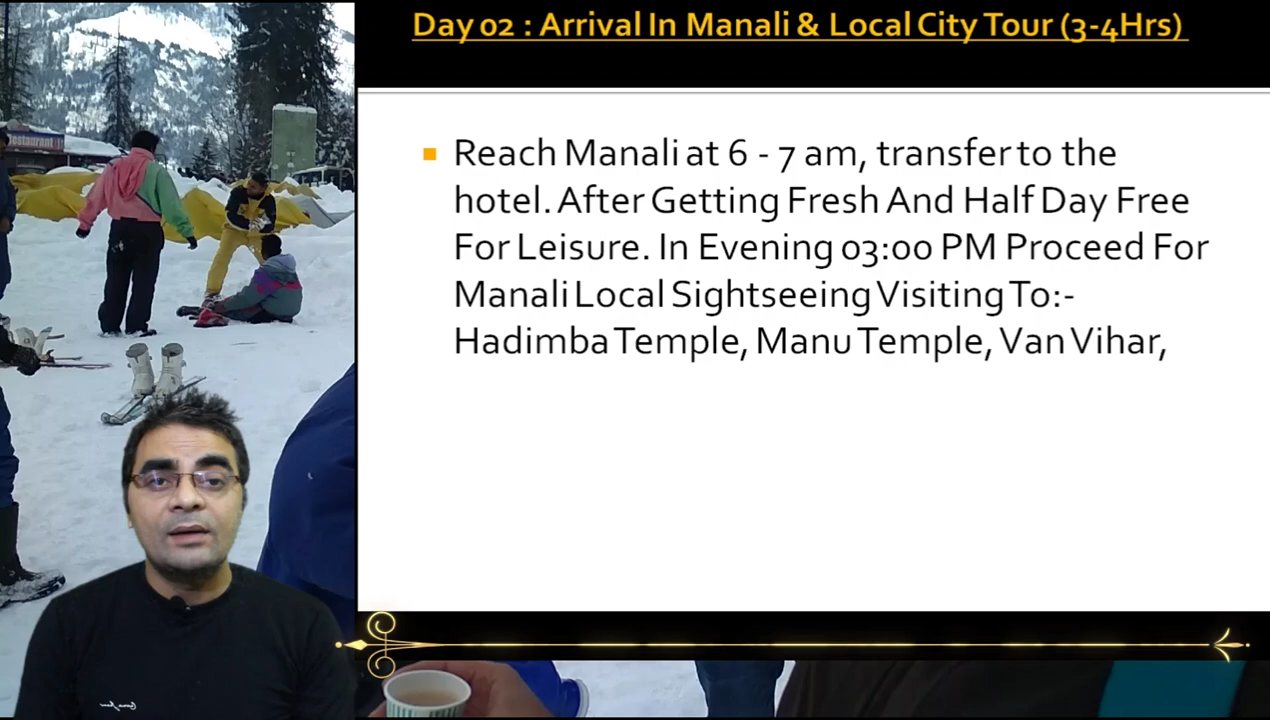 Day 02 : Arrival In Manali & Local City Tour (3-4Hrs)
Reach Manali at 6 - 7 am, transfer to the
hotel. After Getting Fresh And Half Day Free
For Leisure. In Evening 03:00 PM Proceed For
Manali Local Sightseeing Visiting To:-
Hadimba Temple, Manu Temple, Van Vihar,